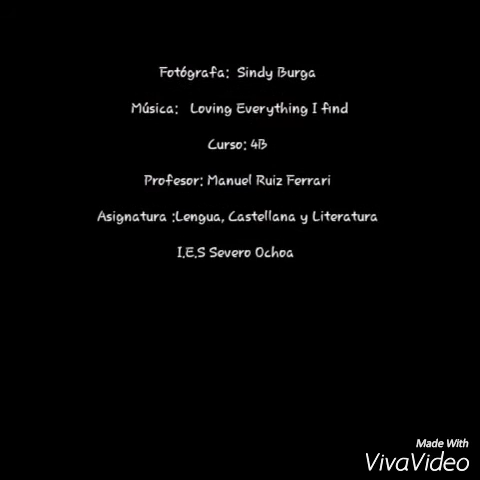 Fotógrafa: Sindy Burga
Música: Loving Everything I find
Curso: 4B
Profesor: Manuel Ruiz Ferrari
Asignatura :Lengua, Castellana y Literatura
I.E.S Severo Ochoa
Made With
VivaVideo